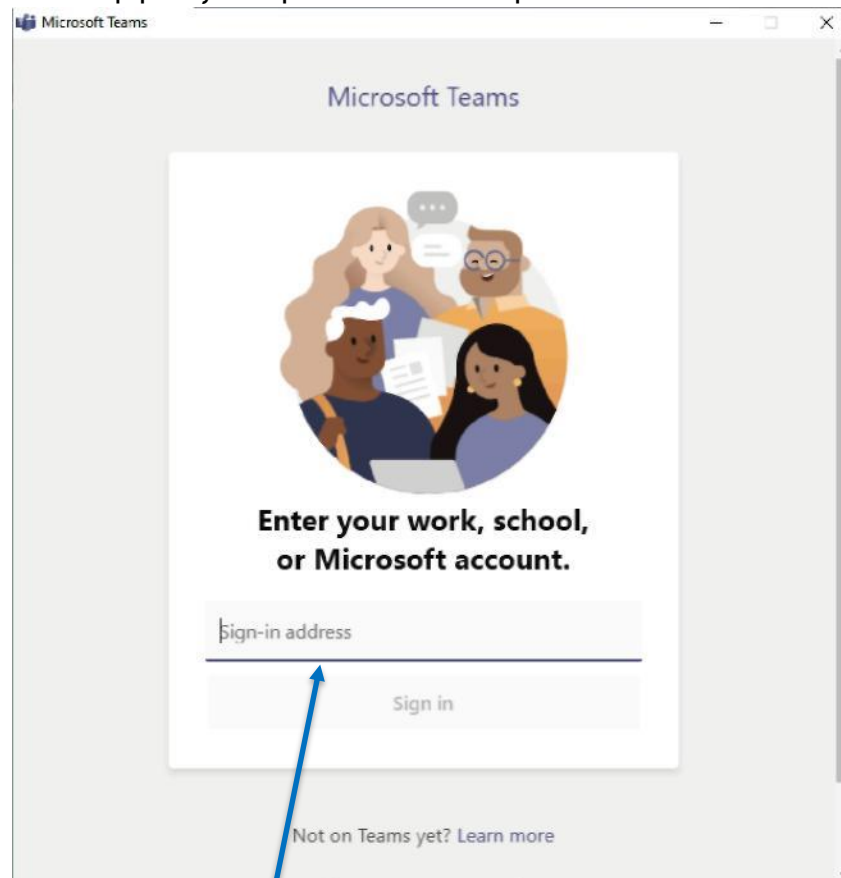 Microsoft Teams
Microsoft Teams
Enter your work, school,
or Microsoft account.
Sign-in address
Sign in
Not on Teams yet? Learn more